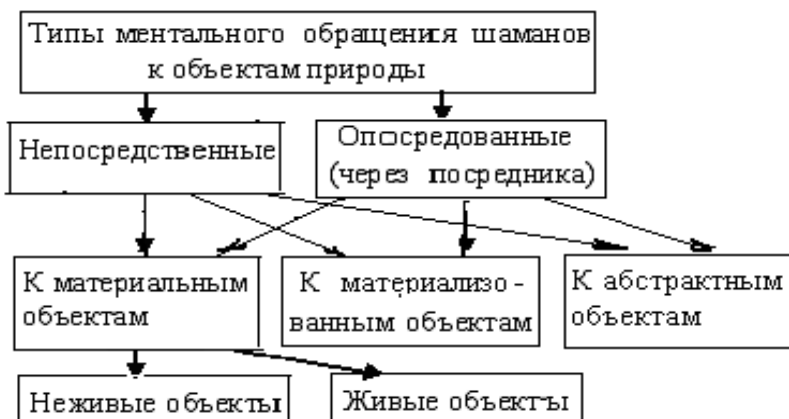 Типы ментального обращения шаманов
к объектам природы
Непосредственные
Опосредованные
(через посредника)
К материальным
объектам
К материализо-
ванным объектам
К абстрактным
объектам
Неживые объекты
Живые объекты